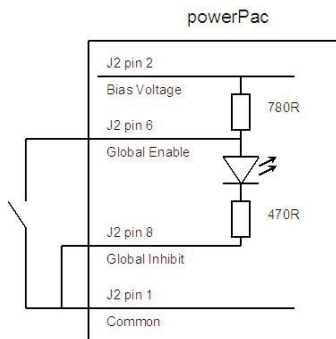 powerPac
J2 pin 2
Bias Voltage
780R
J2 pin 6
Global Enable
470R
J2 pin 8
Global Inhibit
J2 pin 1
Common